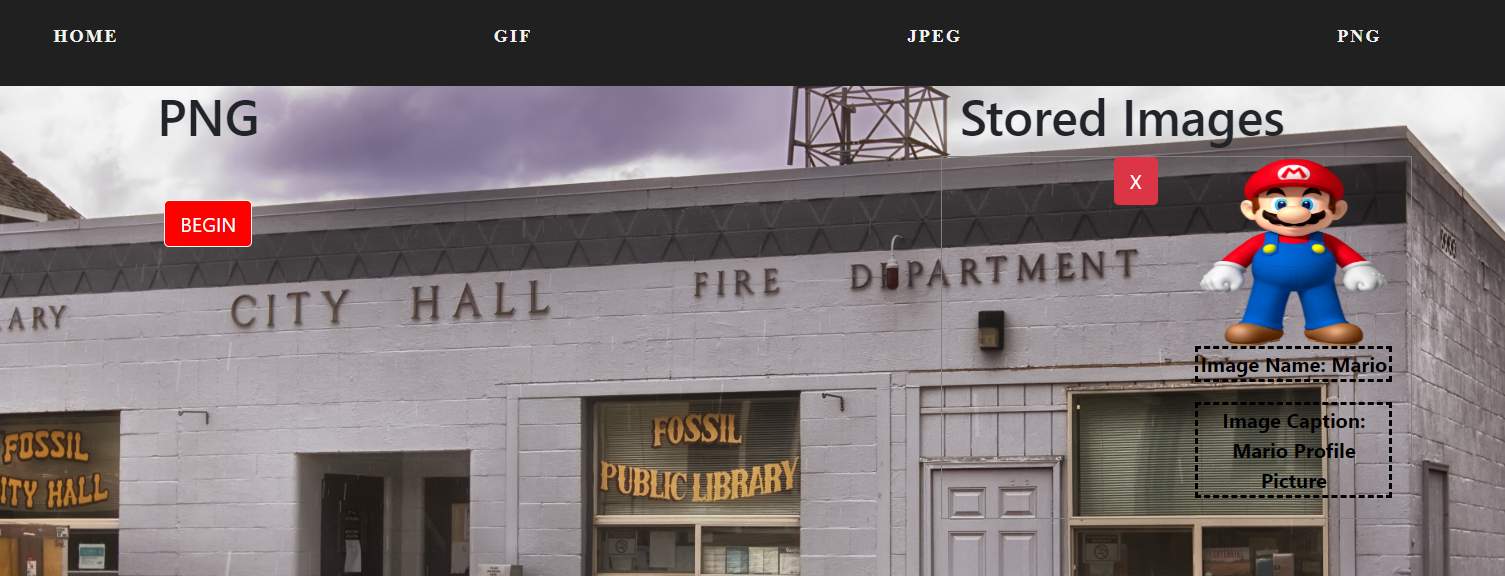 HOME GIF JPEG PNG
PNG
Stored Images
X
BEGIN
ARY
CITY HALL
FIRE DEPARTMENT
M
Image Name: Mario
Image Caption:
Mario Profile
Picture
FOSSIL
PUBLIC LIBRARY
FOSSIL
ITY HALL